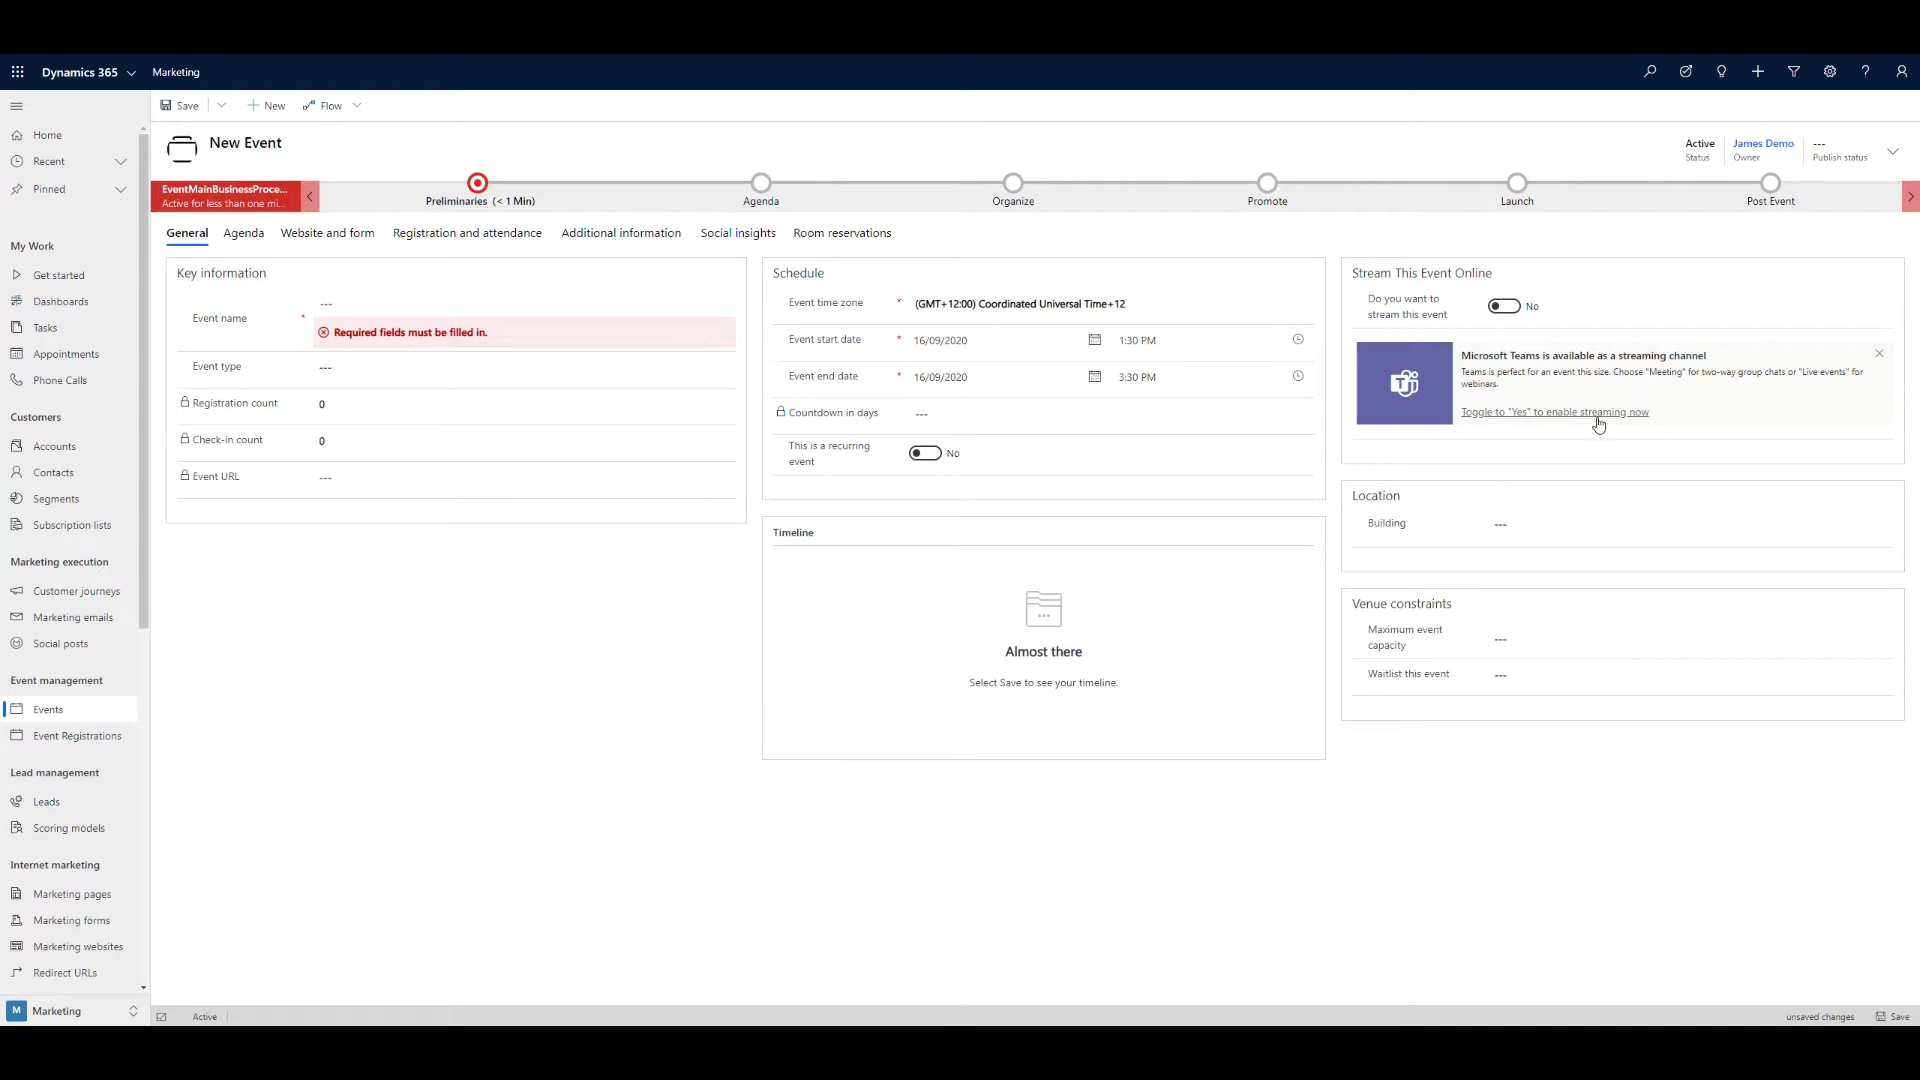 Dynamics 365
Marketing
Save
New
Flow
Home
Recent
Pinned
My Work
Get started
Dashboards
Tasks
Appointments
Phone Calls
Customers
Accounts
Contacts
Segments
Subscription lists
Marketing execution
Customer journeys
Marketing emails
Social posts
Event management
Events
Event Registrations
Lead management
Leads
Scoring models
Internet marketing
Marketing pages
Marketing forms
Marketing websites
Redirect URLs
M Marketing
New Event
Active
Status
James Demo
Owner
---
Publish status
EventMainBusinessProce...
Active for less than one mi...
Preliminaries (< 1 Min)
Agenda
Organize
Promote
Launch
Post Event
General
Agenda
Website and form
Registration and attendance
Additional information
Social insights
Room reservations
Key information
Event name * ---
Required fields must be filled in.
Event type ---
Registration count 0
Check-in count 0
Event URL ---
Schedule
Event time zone * (GMT+12:00) Coordinated Universal Time+12
Event start date * 16/09/2020 1:30 PM
Event end date * 16/09/2020 3:30 PM
Countdown in days ---
This is a recurring
event
No
Timeline
Almost there
Select Save to see your timeline.
Stream This Event Online
Do you want to
stream this event
No
Microsoft Teams is available as a streaming channel
Teams is perfect for an event this size. Choose "Meeting" for two-way group chats or "Live events" for
webinars.
Toggle to "Yes" to enable streaming now
Location
Building ---
Venue constraints
Maximum event
capacity
---
Waitlist this event ---
Active
unsaved changes
Save